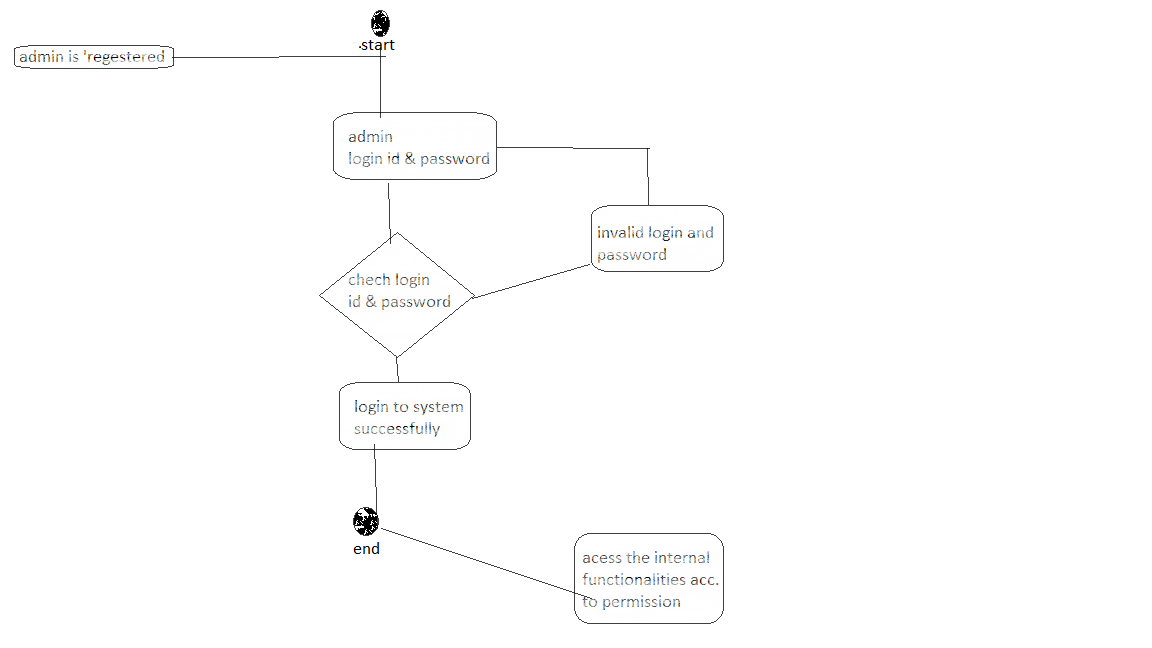 start
admin is 'regestered
admin
login id & password
invalid login and
password
chech login
id & password
login to system
successfully
end
acess the internal
functionalities acc.
to permission